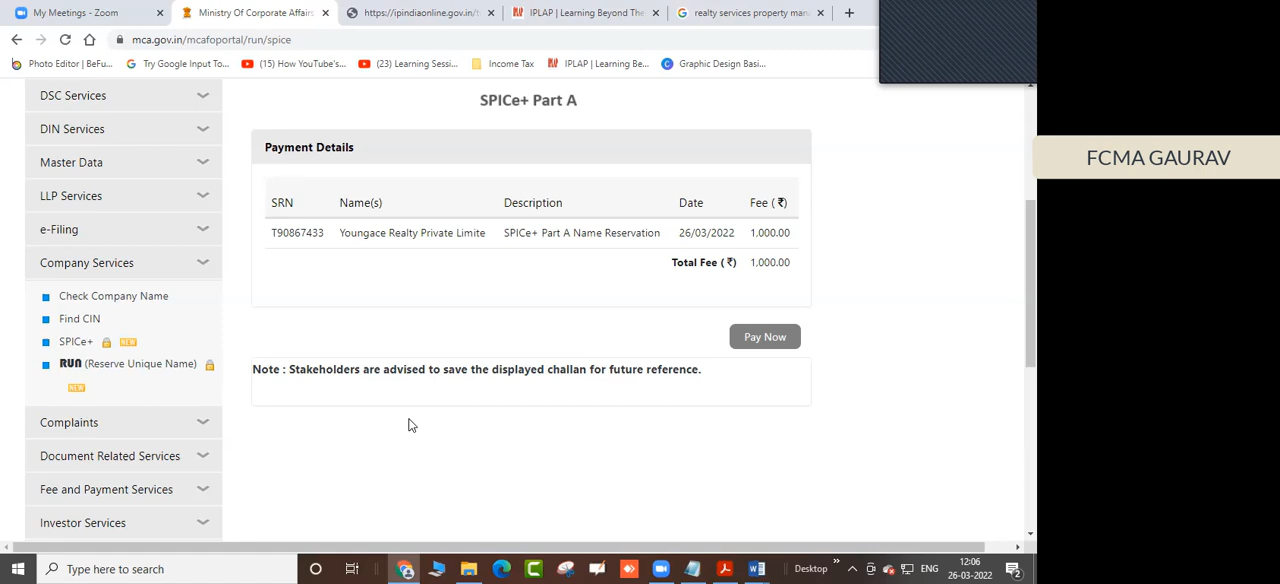 My Meetings - Zoom
Ministry Of Corporate Affairs
https://ipindiaonline.gov.in/t
IPLAP | Learning Beyond The
realty services property man
mca.gov.in/mcafoportal/run/spice
Photo Editor | BeFu...
Try Google Input To...
(15) How YouTube's...
(23) Learning Sessi...
Income Tax
IPLAP | Learning Be...
Graphic Design Basi...
DSC Services
DIN Services
Master Data
LLP Services
e-Filing
Company Services
Check Company Name
Find CIN
SPICe+ NEW
RUN (Reserve Unique Name)
NEW
Complaints
Document Related Services
Fee and Payment Services
Investor Services
SPICe+ Part A
Payment Details
SRN Name(s) Description Date Fee ( ₹)
T90867433 Youngace Realty Private Limite SPICe+ Part A Name Reservation 26/03/2022 1,000.00
Total Fee ( ₹) 1,000.00
Pay Now
Note : Stakeholders are advised to save the displayed challan for future reference.
FCMA GAURAV
Type here to search
Desktop
ENG
12:06
26-03-2022
2